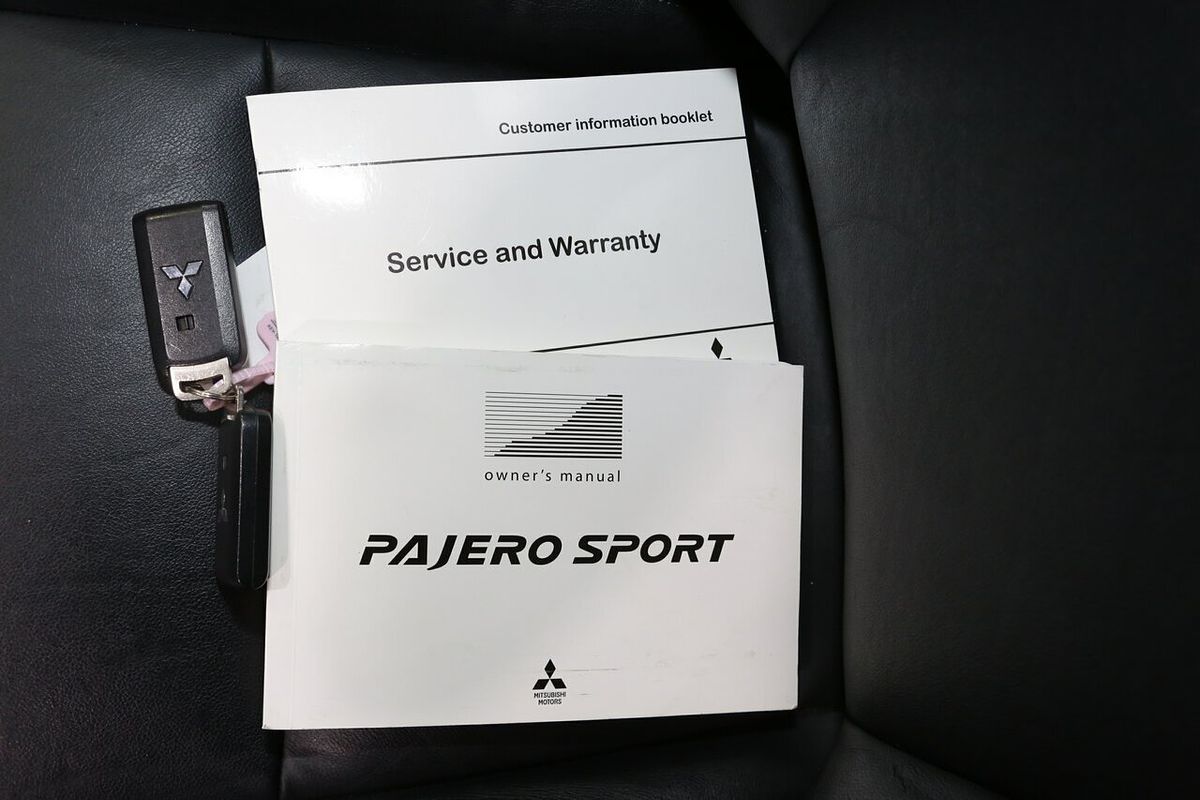 Customer information booklet
Service and Warranty
owner's manual
PAJERO SPORT
MITSUBISHI
MOTORS